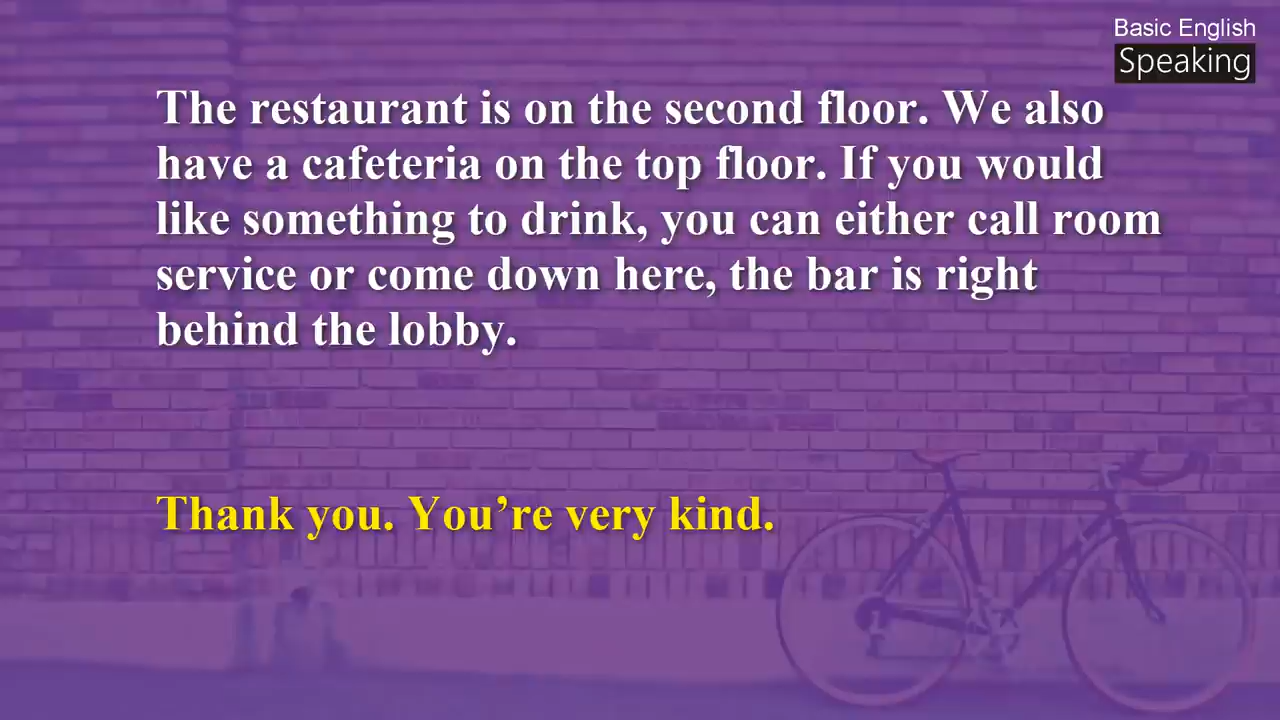 Basic English
Speaking
The restaurant is on the second floor. We also
have a cafeteria on the top floor. If you would
like something to drink, you can either call room
service or come down here, the bar is right
behind the lobby.
Thank you. You’re very kind.